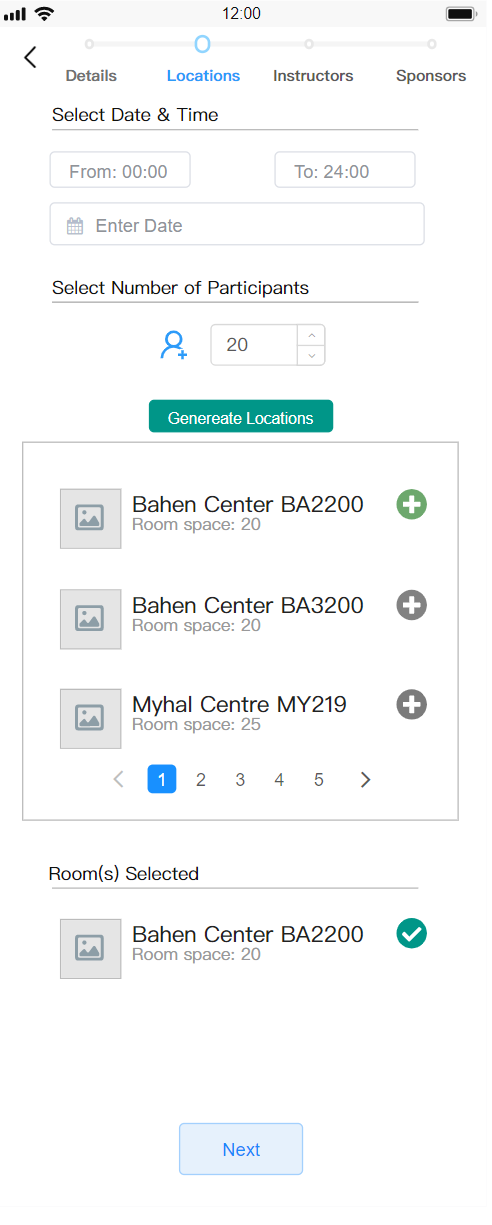 12:00
Details Locations Instructors Sponsors
Select Date & Time
From: 00:00 To: 24:00
Enter Date
Select Number of Participants
20
Genereate Locations
Bahen Center BA2200
Room space: 20
Bahen Center BA3200
Room space: 20
Myhal Centre MY219
Room space: 25
1 2 3 4 5
Room(s) Selected
Bahen Center BA2200
Room space: 20
Next